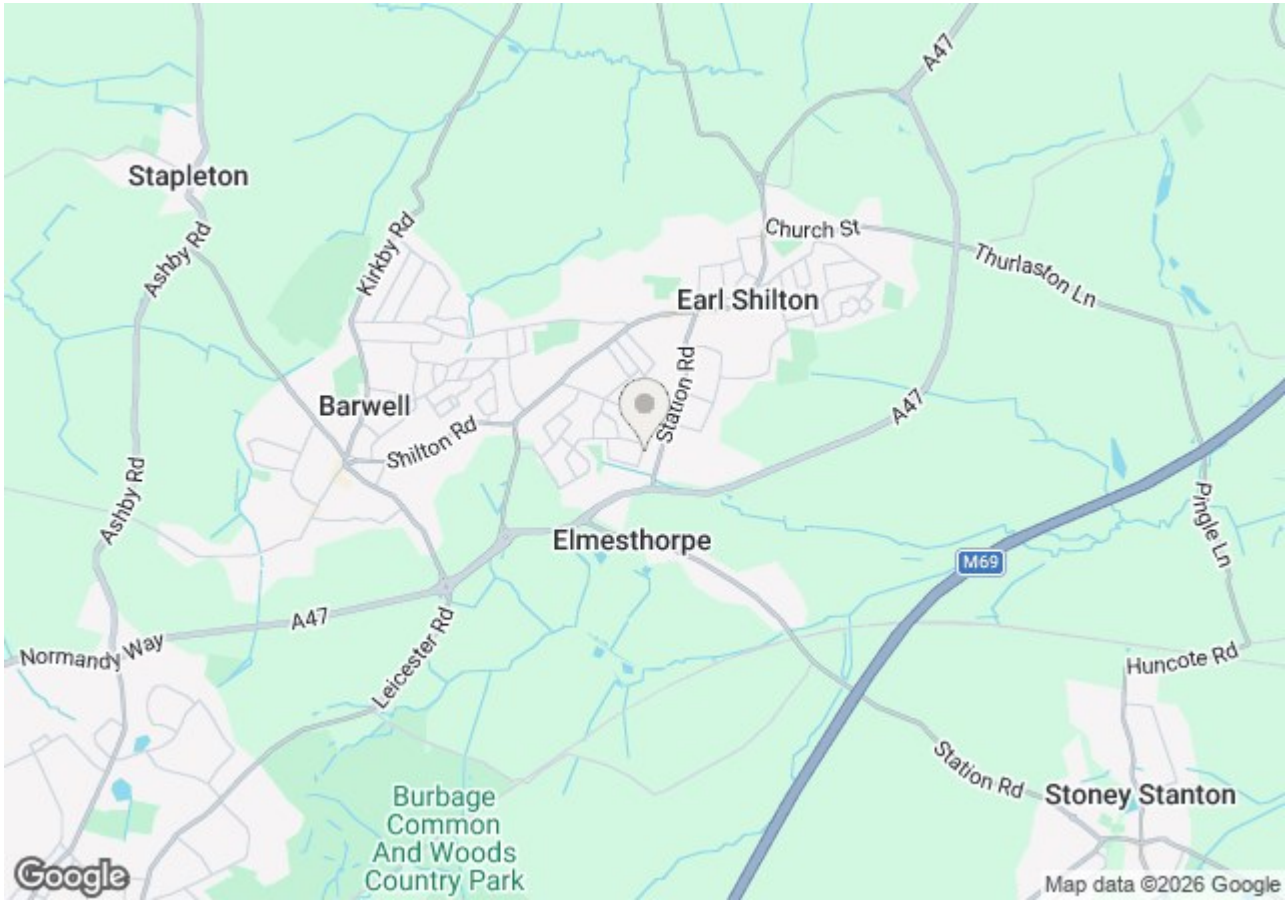 A47
Stapleton
Church St
Kirkby Rd
Ashby Rd
Thurlaston Ln
Earl Shilton
Station Rd
Barwell
A47
Shilton Rd
Ashby Rd
Pingle Ln
Elmesthorpe
M69
A47
Normandy Way
Leicester Rd
Huncote Rd
Station Rd
Burbage
Common
And Woods
Country Park
Stoney Stanton
Google
Map data ©2026 Google